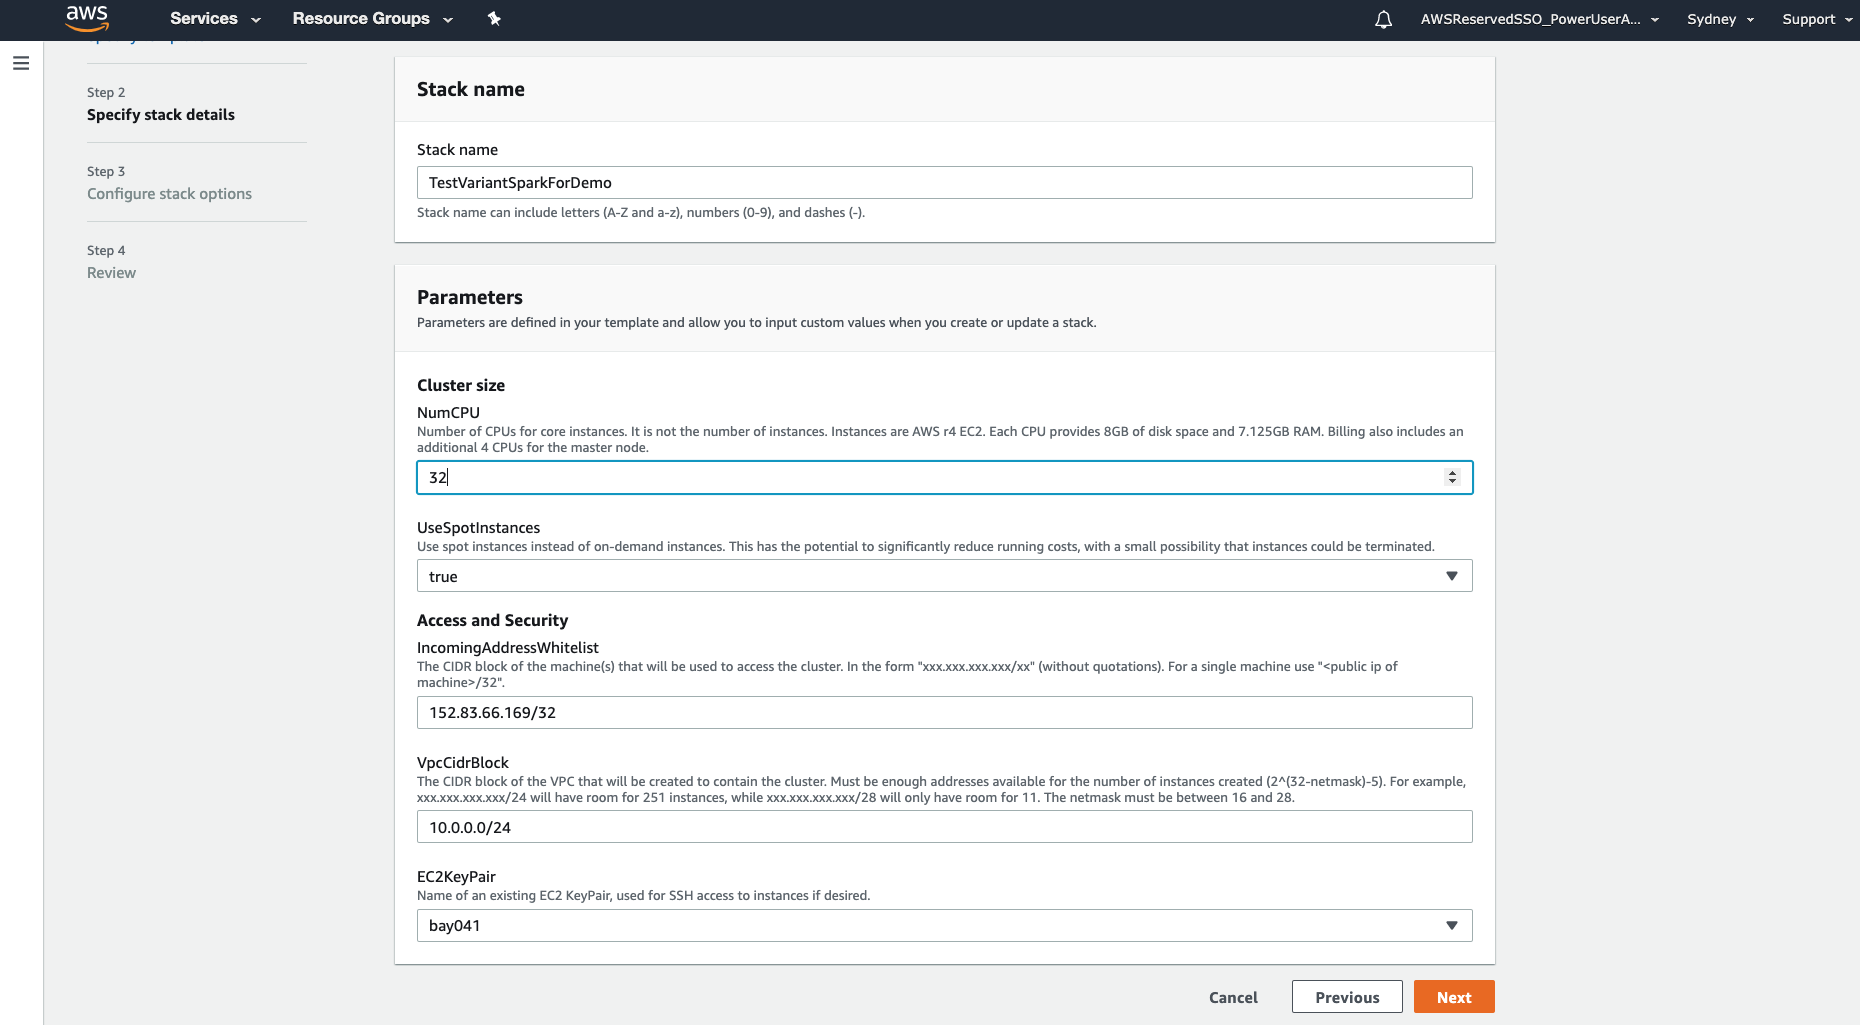 aws
Services
Resource Groups
AWSReservedSSO_PowerUserA...
Sydney
Support
Step 2
Specify stack details
Step 3
Configure stack options
Step 4
Review
Stack name
Stack name
TestVariantSparkForDemo
Stack name can include letters (A-Z and a-z), numbers (0-9), and dashes (-).
Parameters
Parameters are defined in your template and allow you to input custom values when you create or update a stack.
Cluster size
NumCPU
Number of CPUs for core instances. It is not the number of instances. Instances are AWS r4 EC2. Each CPU provides 8GB of disk space and 7.125GB RAM. Billing also includes an
additional 4 CPUs for the master node.
32
UseSpotInstances
Use spot instances instead of on-demand instances. This has the potential to significantly reduce running costs, with a small possibility that instances could be terminated.
true
Access and Security
IncomingAddressWhitelist
The CIDR block of the machine(s) that will be used to access the cluster. In the form "xxx.xxx.xxx.xxx/xx" (without quotations). For a single machine use "<public ip of
machine>/32".
152.83.66.169/32
VpcCidrBlock
The CIDR block of the VPC that will be created to contain the cluster. Must be enough addresses available for the number of instances created (2^(32-netmask)-5). For example,
xxx.xxx.xxx.xxx/24 will have room for 251 instances, while xxx.xxx.xxx.xxx/28 will only have room for 11. The netmask must be between 16 and 28.
10.0.0.0/24
EC2KeyPair
Name of an existing EC2 KeyPair, used for SSH access to instances if desired.
bay041
Cancel
Previous
Next